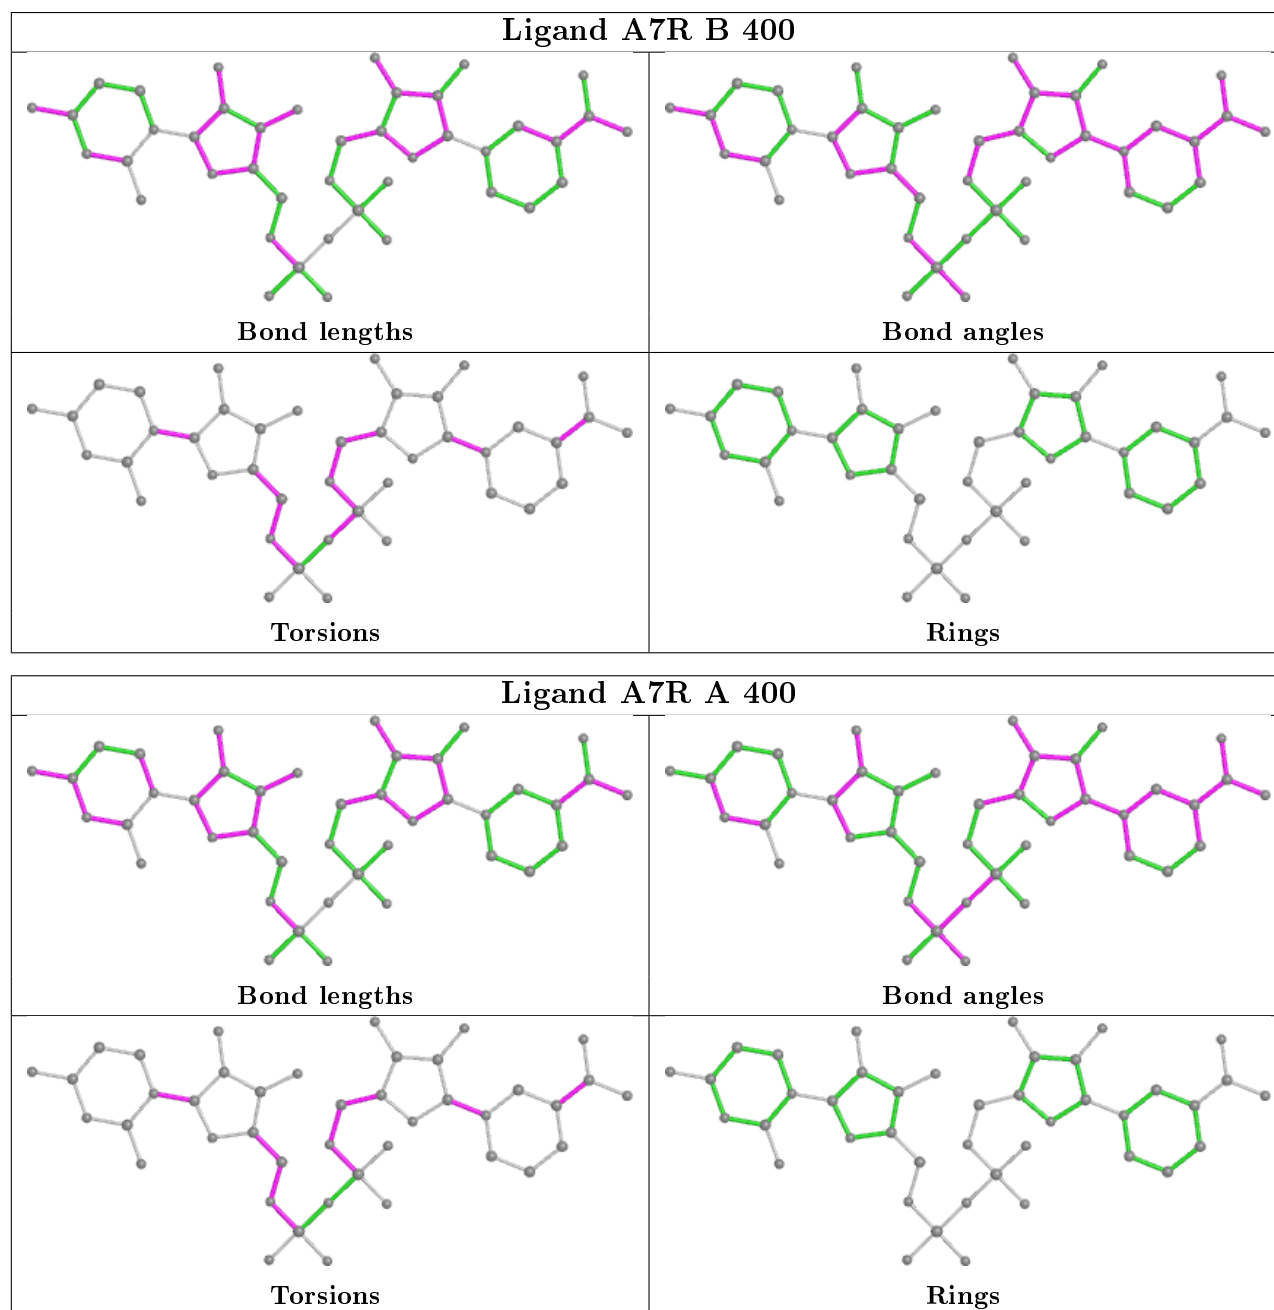 Ligand A7R B 400
Bond lengths
Bond angles
Torsions
Rings
Ligand A7R A 400
Bond lengths
Bond angles
Torsions
Rings